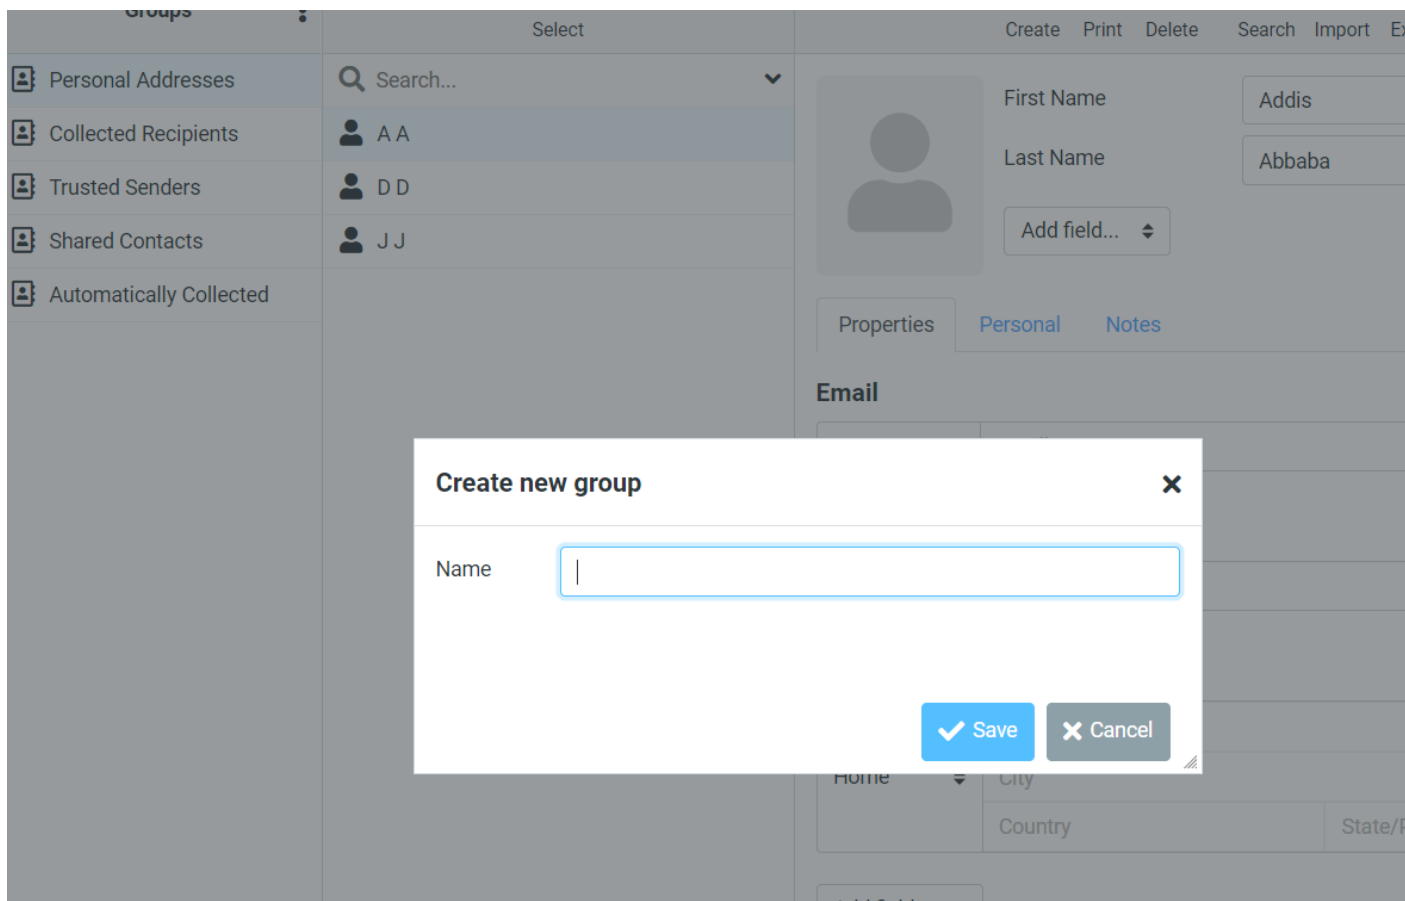 Groups
Select
Create Print Delete Search Import
Personal Addresses
Collected Recipients
Trusted Senders
Shared Contacts
Automatically Collected
Search...
A A
D D
J J
First Name
Addis
Last Name
Abbaba
Add field...
Properties Personal Notes
Email
Create new group
Name
Save Cancel
Home
City
Country